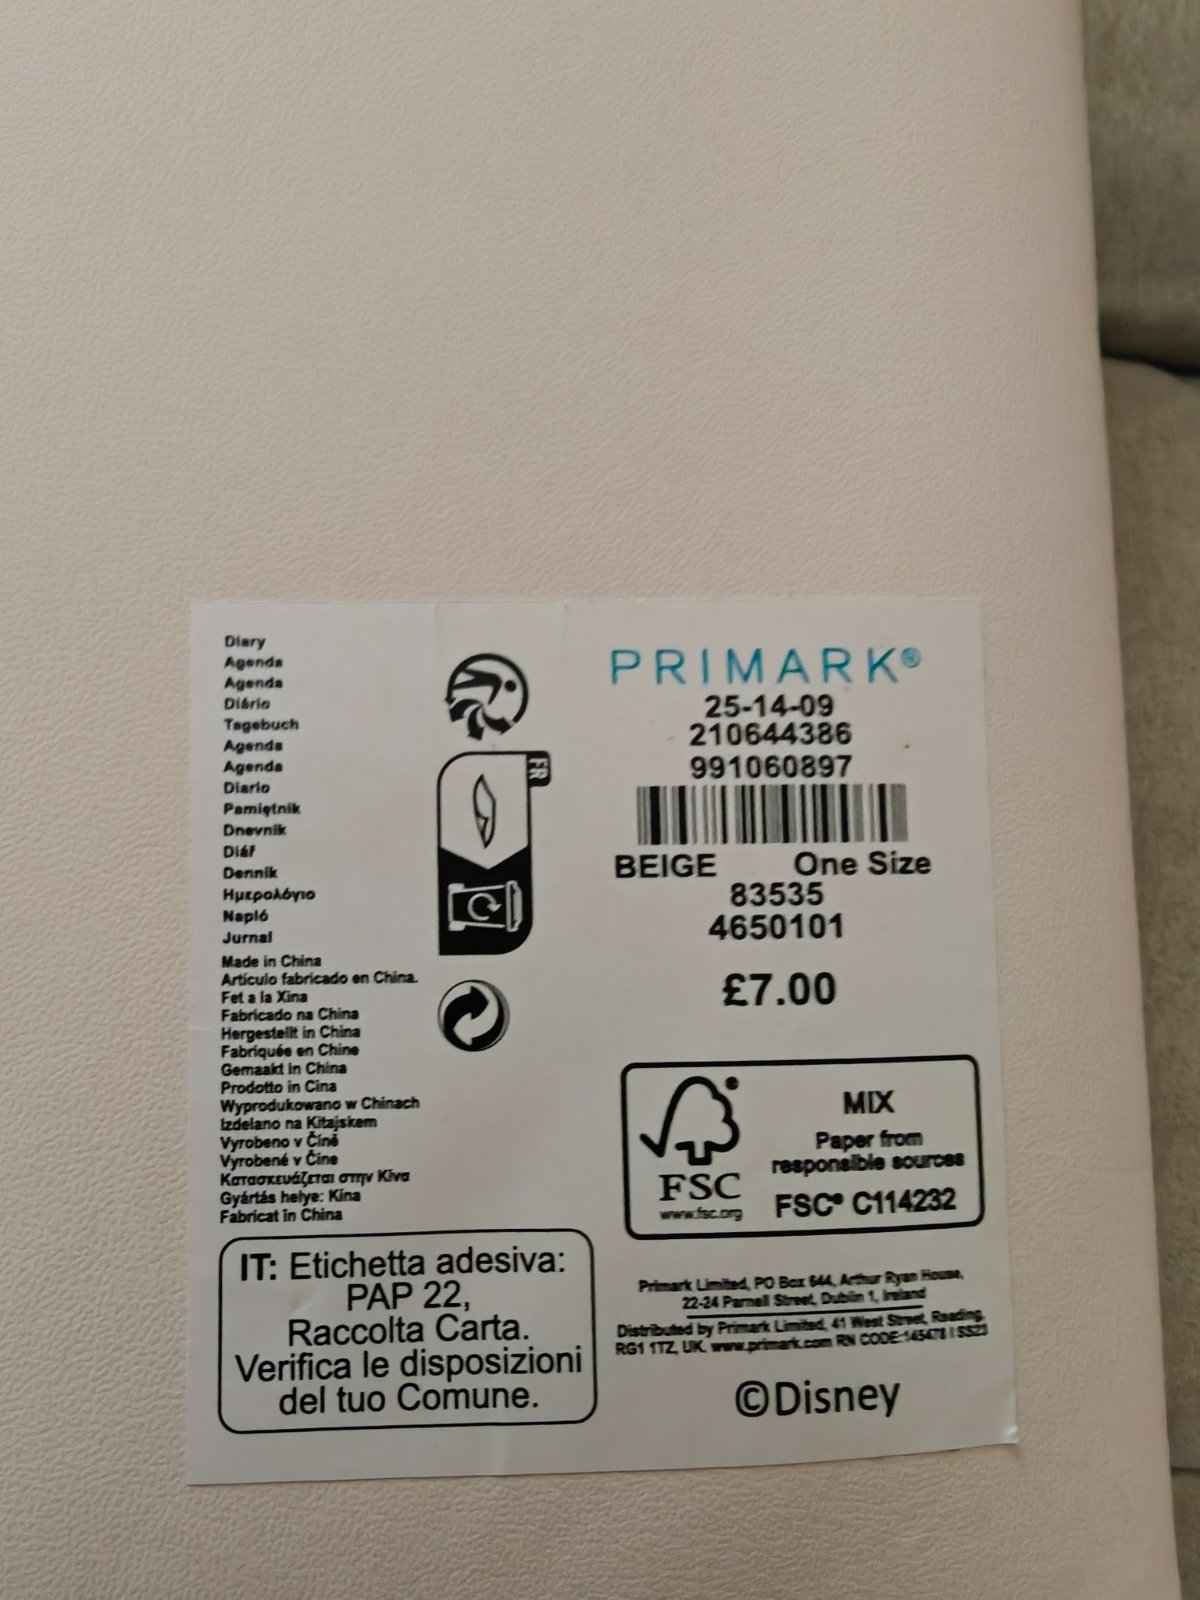 Diary
Agenda
Agenda
Diário
Tagebuch
Agenda
Agenda
Diario
Pamiętnik
Dnevnik
Diář
Denník
Ημερολόγιο
Napló
Jurnal
Made in China
Artículo fabricado en China.
Fet a la Xina
Fabricado na China
Hergestellt in China
Fabriquée en Chine
Gemaakt in China
Prodotto in Cina
Wyprodukowano w Chinach
Izdelano na Kitajskem
Vyrobeno v Číně
Vyrobené v Číne
Κατασκευάζεται στην Κίνα
Gyártás helye: Kína
Fabricat în China
IT: Etichetta adesiva:
PAP 22,
Raccolta Carta.
Verifica le disposizioni
del tuo Comune.
FR
PRIMARK®
25-14-09
210644386
991060897
BEIGE One Size
83535
4650101
£7.00
FSC
www.fsc.org
MIX
Paper from
responsible sources
FSC® C114232
Primark Limited, PO Box 644, Arthur Ryan House,
22-24 Parnell Street, Dublin 1, Ireland
Distributed by Primark Limited, 41 West Street, Reading,
RG1 1TZ, UK. www.primark.com RN CODE:145478 I SS23
©Disney